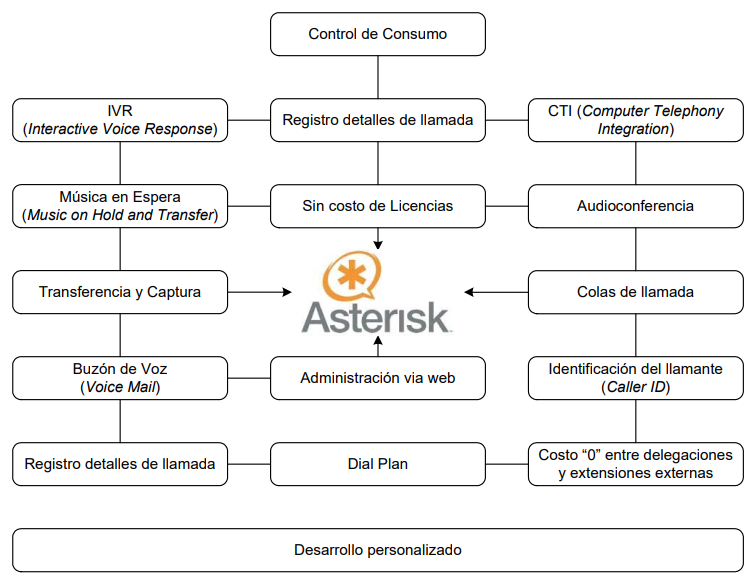 Control de Consumo
IVR
(Interactive Voice Response)
Registro detalles de llamada
CTI (Computer Telephony
Integration)
Música en Espera
(Music on Hold and Transfer)
Sin costo de Licencias
Audioconferencia
Transferencia y Captura
Asterisk
Colas de llamada
Buzón de Voz
(Voice Mail)
Administración via web
Identificación del llamante
(Caller ID)
Registro detalles de llamada
Dial Plan
Costo “0” entre delegaciones
y extensiones externas
Desarrollo personalizado